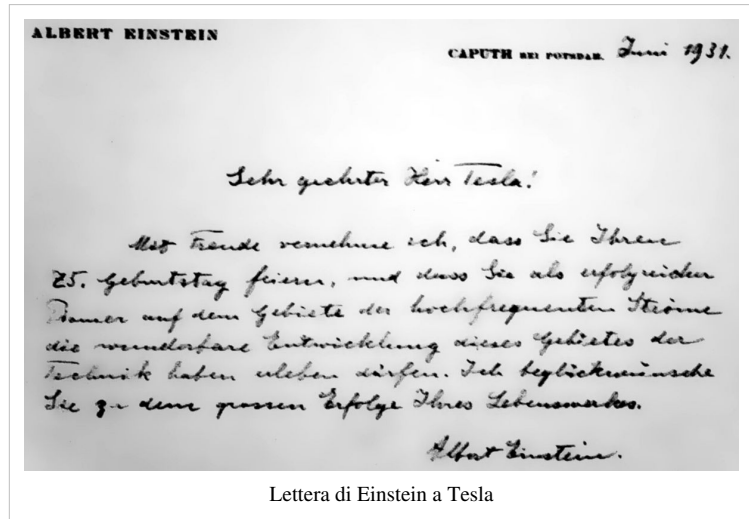 ALBERT EINSTEIN
CAPUTH BEI POTSDAM. Juni 1931.
Sehr geehrter Herr Tesla!
Mit Freude vernehme ich, dass Sie Ihren
75. Geburtstag feiern, und dass Sie als erfolgreicher
Pionier auf dem Gebiete der hochfrequenten Ströme
die wunderbare Entwicklung dieses Gebietes der
Technik haben erleben dürfen. Ich beglückwünsche
Sie zu dem grossen Erfolge Ihres Lebenswerkes.
Albert Einstein.
Lettera di Einstein a Tesla